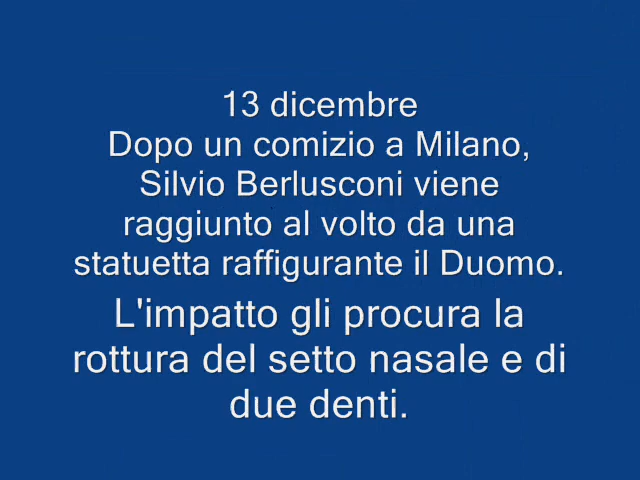 13 dicembre
Dopo un comizio a Milano,
Silvio Berlusconi viene
raggiunto al volto da una
statuetta raffigurante il Duomo.
L'impatto gli procura la
rottura del setto nasale e di
due denti.